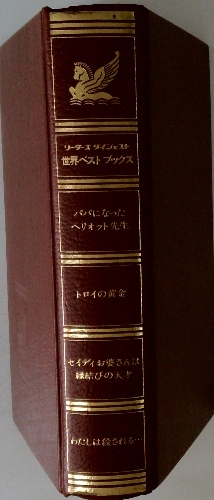 リーダーズ ダイジェスト
世界ベスト ブックス
パパになった
ヘリオット先生
トロイの黄金
セイディお婆さんは
縁結びの天才
わたしは殺される…